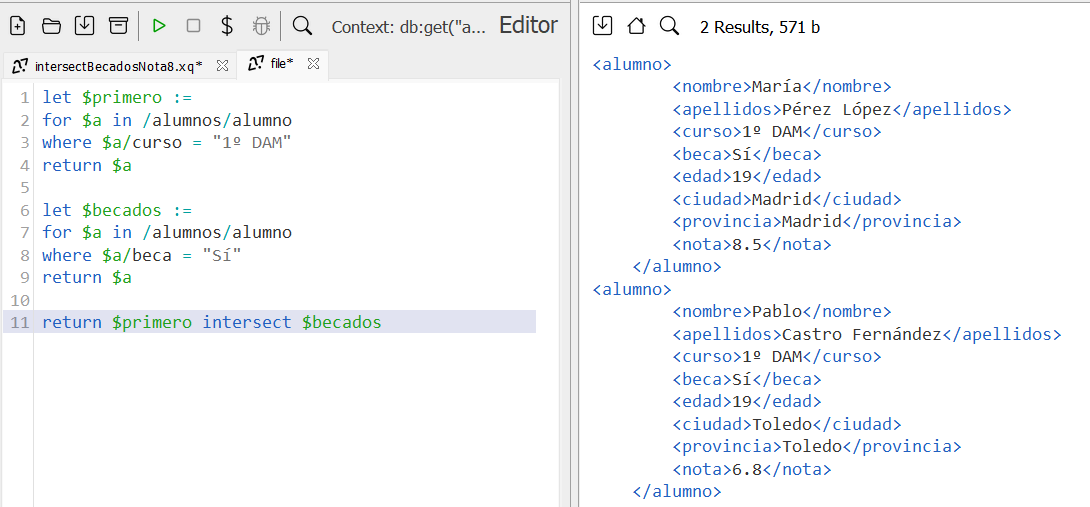 Context: db:get("a... Editor
intersectBecadosNota8.xq*
file*
1 let $primero :=
2 for $a in /alumnos/alumno
3 where $a/curso = "1º DAM"
4 return $a
5
6 let $becados :=
7 for $a in /alumnos/alumno
8 where $a/beca = "Sí"
9 return $a
10
11 return $primero intersect $becados
2 Results, 571 b
<alumno>
<nombre>María</nombre>
<apellidos>Pérez López</apellidos>
<curso>1º DAM</curso>
<beca>Sí</beca>
<edad>19</edad>
<ciudad>Madrid</ciudad>
<provincia>Madrid</provincia>
<nota>8.5</nota>
</alumno>
<alumno>
<nombre>Pablo</nombre>
<apellidos>Castro Fernández</apellidos>
<curso>1º DAM</curso>
<beca>Sí</beca>
<edad>19</edad>
<ciudad>Toledo</ciudad>
<provincia>Toledo</provincia>
<nota>6.8</nota>
</alumno>